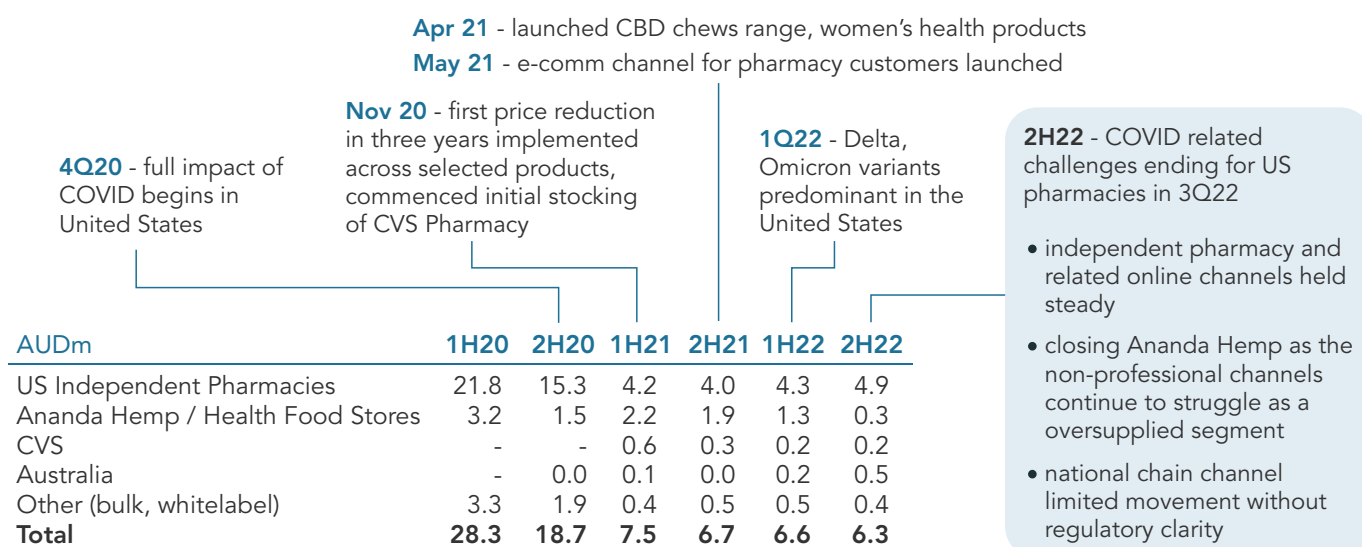 Apr 21 - launched CBD chews range, women’s health products
May 21 - e-comm channel for pharmacy customers launched
Nov 20 - first price reduction
in three years implemented
across selected products,
commenced initial stocking
of CVS Pharmacy
4Q20 - full impact of
COVID begins in
United States
1Q22 - Delta,
Omicron variants
predominant in the
United States
2H22 - COVID related
challenges ending for US
pharmacies in 3Q22
• independent pharmacy and
related online channels held
steady
• closing Ananda Hemp as the
non-professional channels
continue to struggle as a
oversupplied segment
• national chain channel
limited movement without
regulatory clarity
AUDm 1H20 2H20 1H21 2H21 1H22 2H22
US Independent Pharmacies 21.8 15.3 4.2 4.0 4.3 4.9
Ananda Hemp / Health Food Stores 3.2 1.5 2.2 1.9 1.3 0.3
CVS - - 0.6 0.3 0.2 0.2
Australia - 0.0 0.1 0.0 0.2 0.5
Other (bulk, whitelabel) 3.3 1.9 0.4 0.5 0.5 0.4
Total 28.3 18.7 7.5 6.7 6.6 6.3